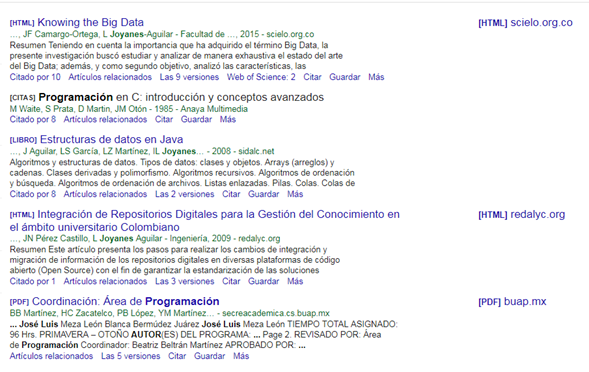 [HTML] Knowing the Big Data
[HTML] scielo.org.co
…, JF Camargo-Ortega, L Joyanes-Aguilar - Facultad de …, 2015 - scielo.org.co
Resumen Teniendo en cuenta la importancia que ha adquirido el término Big Data, la
presente investigación buscó estudiar y analizar de manera exhaustiva el estado del arte
del Big Data; además, y como segundo objetivo, analizó las características, las
Citado por 10 Artículos relacionados Las 9 versiones Web of Science: 2 Citar Guardar Más
[CITAS] Programación en C: introducción y conceptos avanzados
M Waite, S Prata, D Martin, JM Otón - 1985 - Anaya Multimedia
Citado por 8 Artículos relacionados Citar Guardar Más
[LIBRO] Estructuras de datos en Java
…, J Aguilar, LS García, LZ Martínez, IL Joyanes… - 2008 - sidalc.net
Algoritmos y estructuras de datos. Tipos de datos: clases y objetos. Arrays (arreglos) y
cadenas. Clases derivadas y polimorfismo. Algoritmos recursivos. Algoritmos de ordenación
y búsqueda. Algoritmos de ordenación de archivos. Listas enlazadas. Pilas. Colas. Colas de
Citado por 8 Artículos relacionados Las 2 versiones Citar Guardar Más
[HTML] Integración de Repositorios Digitales para la Gestión del Conocimiento en
el ámbito universitario Colombiano
[HTML] redalyc.org
…, JN Pérez Castillo, L Joyanes Aguilar - Ingeniería, 2009 - redalyc.org
Resumen Este artículo presenta los pasos para realizar los cambios de integración y
migración de información de los repositorios digitales en diversas plataformas de código
abierto (Open Source) con el fin de garantizar la estandarización de las soluciones
Citado por 1 Artículos relacionados Las 3 versiones Citar Guardar Más
[PDF] Coordinación: Área de Programación
[PDF] buap.mx
BB Martínez, HC Zacatelco, PB López, YM Martínez… - secreacademica.cs.buap.mx
... José Luis Meza León Blanca Bermúdez Juárez José Luis Meza León TIEMPO TOTAL ASIGNADO:
96 Hrs. PRIMAVERA – OTOÑO AUTOR(ES) DEL PROGRAMA: ... Page 2. REVISADO POR: Área
de Programación Coordinador: Beatriz Beltrán Martínez APROBADO POR: ...
Artículos relacionados Las 5 versiones Citar Guardar Más